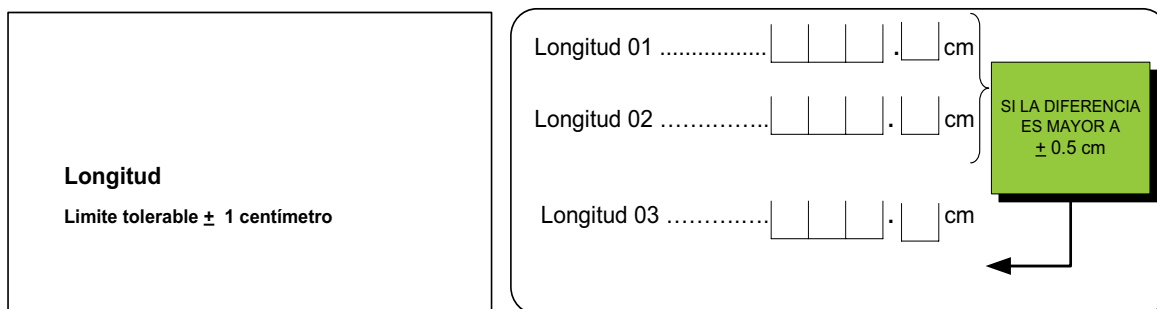 Longitud
Limite tolerable ± 1 centímetro
Longitud 01 ................. . cm
Longitud 02 ……...……. . cm
Longitud 03 ………..…. . cm
SI LA DIFERENCIA
ES MAYOR A
± 0.5 cm